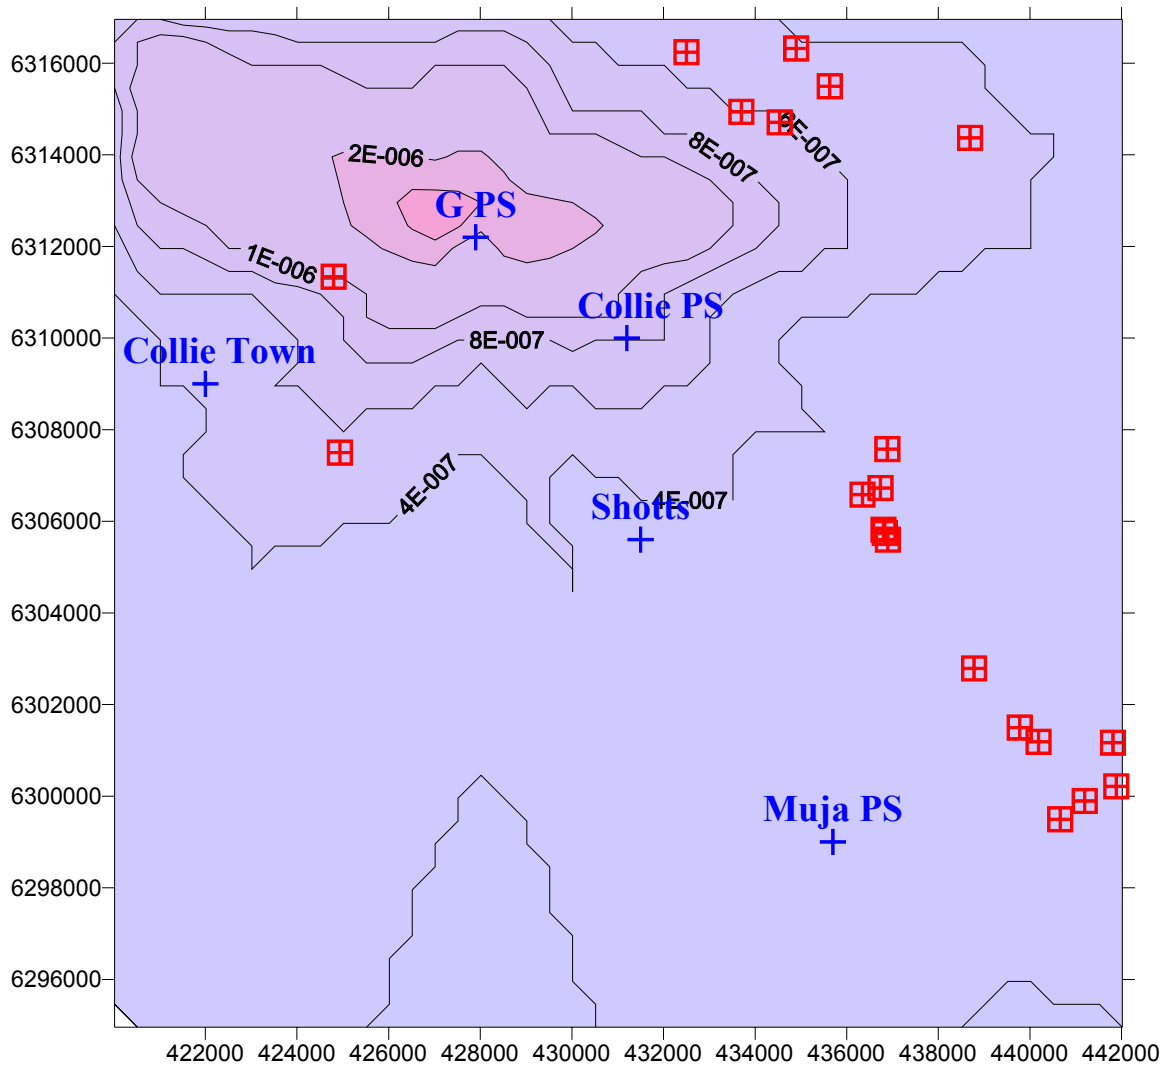 6316000
6314000
6312000
6310000
6308000
6306000
6304000
6302000
6300000
6298000
6296000
2E-006
8E-007
6E-007
G PS
1E-006
Collie PS
8E-007
Collie Town
4E-007
4E-007
Shotts
Muja PS
422000 424000 426000 428000 430000 432000 434000 436000 438000 440000 442000